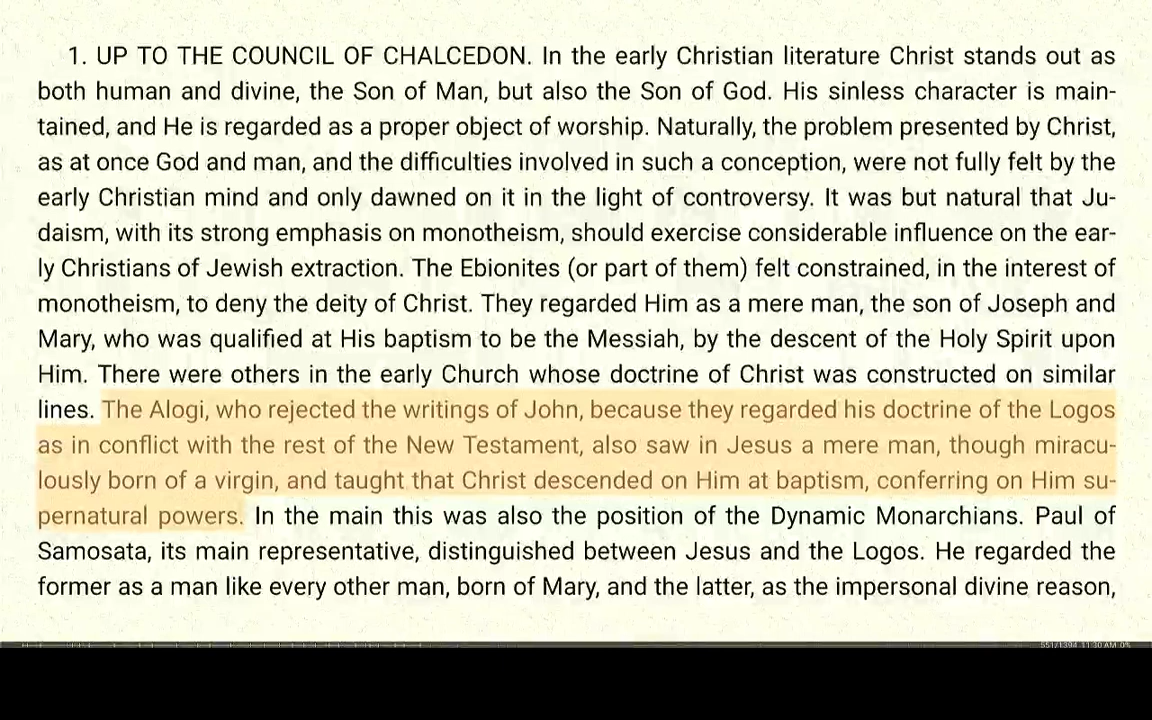 1. UP TO THE COUNCIL OF CHALCEDON. In the early Christian literature Christ stands out as
both human and divine, the Son of Man, but also the Son of God. His sinless character is main-
tained, and He is regarded as a proper object of worship. Naturally, the problem presented by Christ,
as at once God and man, and the difficulties involved in such a conception, were not fully felt by the
early Christian mind and only dawned on it in the light of controversy. It was but natural that Ju-
daism, with its strong emphasis on monotheism, should exercise considerable influence on the ear-
ly Christians of Jewish extraction. The Ebionites (or part of them) felt constrained, in the interest of
monotheism, to deny the deity of Christ. They regarded Him as a mere man, the son of Joseph and
Mary, who was qualified at His baptism to be the Messiah, by the descent of the Holy Spirit upon
Him. There were others in the early Church whose doctrine of Christ was constructed on similar
lines. The Alogi, who rejected the writings of John, because they regarded his doctrine of the Logos
as in conflict with the rest of the New Testament, also saw in Jesus a mere man, though miracu-
lously born of a virgin, and taught that Christ descended on Him at baptism, conferring on Him su-
pernatural powers. In the main this was also the position of the Dynamic Monarchians. Paul of
Samosata, its main representative, distinguished between Jesus and the Logos. He regarded the
former as a man like every other man, born of Mary, and the latter, as the impersonal divine reason,
551/1394 11:30 AM 0%